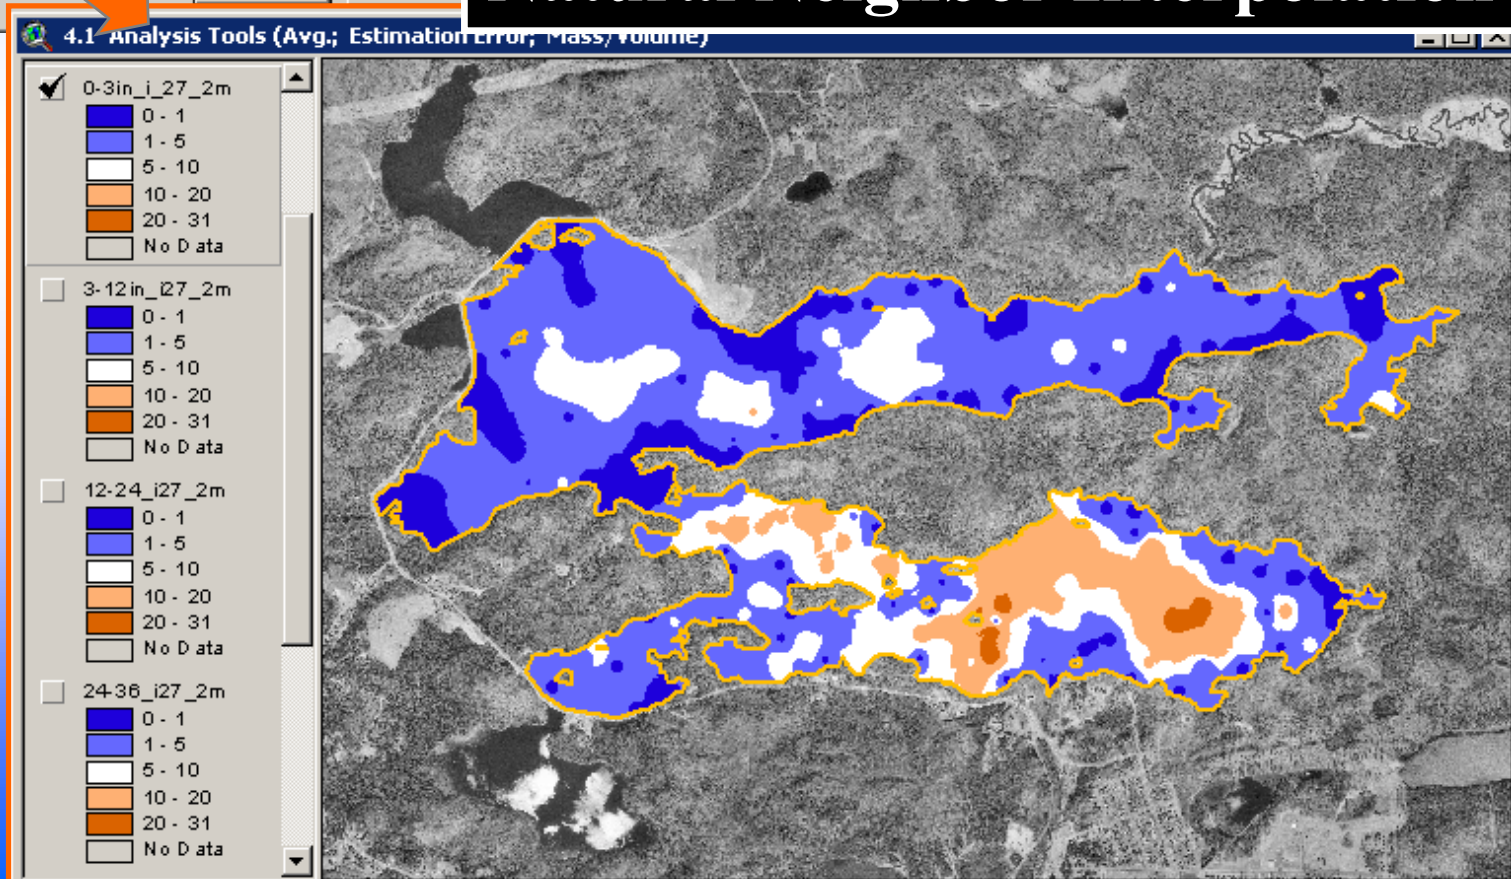 Natural Neighbor Interpolation
4.1 Analysis Tools (Avg.; Estimation Error; Mass/Volume)
0-3in_i_27_2m
0 - 1
1 - 5
5 - 10
10 - 20
20 - 31
No Data
3-12in_i27_2m
0 - 1
1 - 5
5 - 10
10 - 20
20 - 31
No Data
12-24_i27_2m
0 - 1
1 - 5
5 - 10
10 - 20
20 - 31
No Data
24-36_i27_2m
0 - 1
1 - 5
5 - 10
10 - 20
20 - 31
No Data